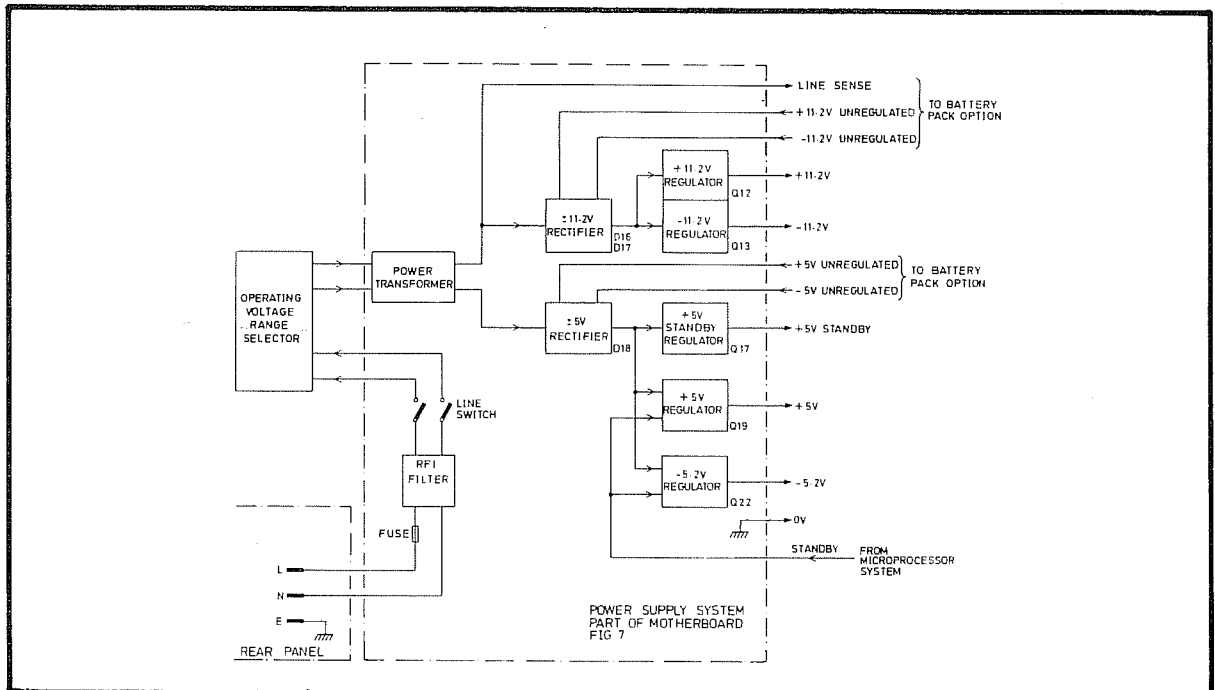 LINE SENSE
+11·2V UNREGULATED
-11·2V UNREGULATED
TO BATTERY
PACK OPTION
+11·2V
REGULATOR
Q12
+11·2V
±11·2V
RECTIFIER
D16
D17
-11·2V
REGULATOR
Q13
-11·2V
OPERATING
VOLTAGE
RANGE
SELECTOR
POWER
TRANSFORMER
+5V UNREGULATED
-5V UNREGULATED
TO BATTERY
PACK OPTION
±5V
RECTIFIER
D18
+5V
STANDBY
REGULATOR
Q17
+5V STANDBY
LINE
SWITCH
+5V
REGULATOR
Q19
+5V
RFI
FILTER
-5·2V
REGULATOR
Q22
-5·2V
FUSE
0V
STANDBY
FROM
MICROPROCESSOR
SYSTEM
L
N
E
REAR PANEL
POWER SUPPLY SYSTEM
PART OF MOTHERBOARD
FIG 7